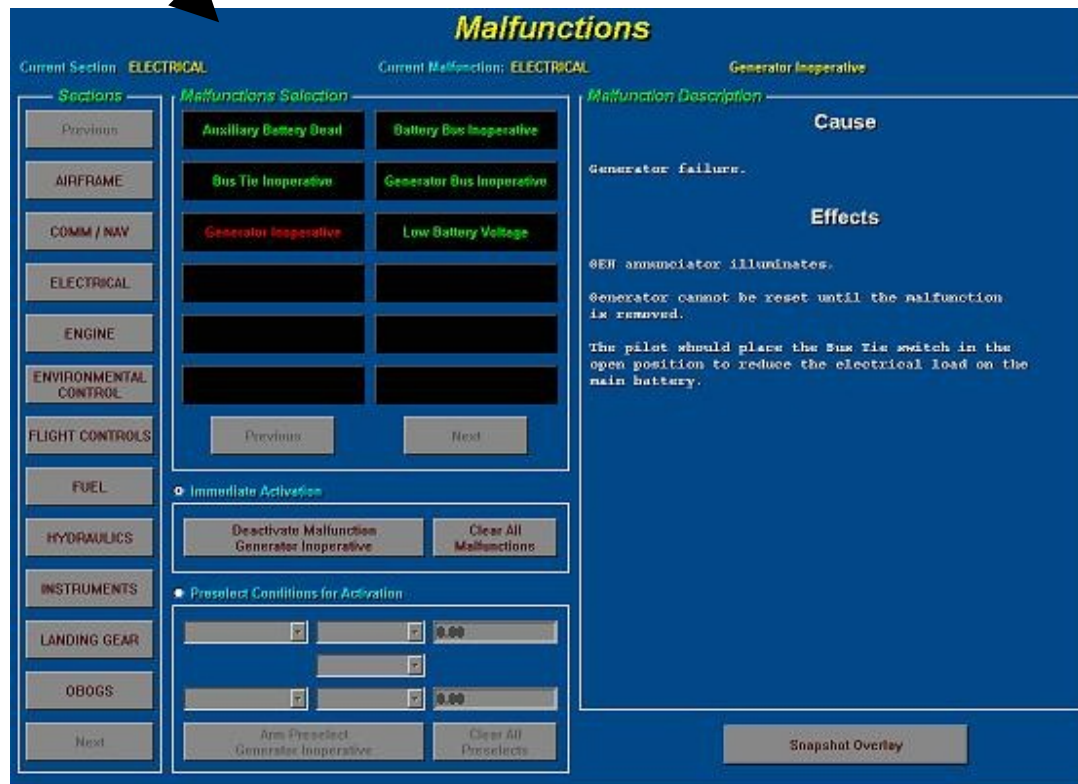 Malfunctions
Current Section: ELECTRICAL
Current Malfunction: ELECTRICAL
Generator Inoperative
Sections
Previous
AIRFRAME
COMM / NAV
ELECTRICAL
ENGINE
ENVIRONMENTAL
CONTROL
FLIGHT CONTROLS
FUEL
HYDRAULICS
INSTRUMENTS
LANDING GEAR
OBOGS
Next
Malfunctions Selection
Auxiliary Battery Dead
Battery Bus Inoperative
Bus Tie Inoperative
Generator Bus Inoperative
Generator Inoperative
Low Battery Voltage
Previous
Next
Immediate Activation
Deactivate Malfunction
Generator Inoperative
Clear All
Malfunctions
Preselect Conditions for Activation
0.00
0.00
Arm Preselect
Generator Inoperative
Clear All
Preselects
Malfunction Description
Cause
Generator failure.
Effects
GEN annunciator illuminates.
Generator cannot be reset until the malfunction
is removed.
The pilot should place the Bus Tie switch in the
open position to reduce the electrical load on the
main battery.
Snapshot Overlay